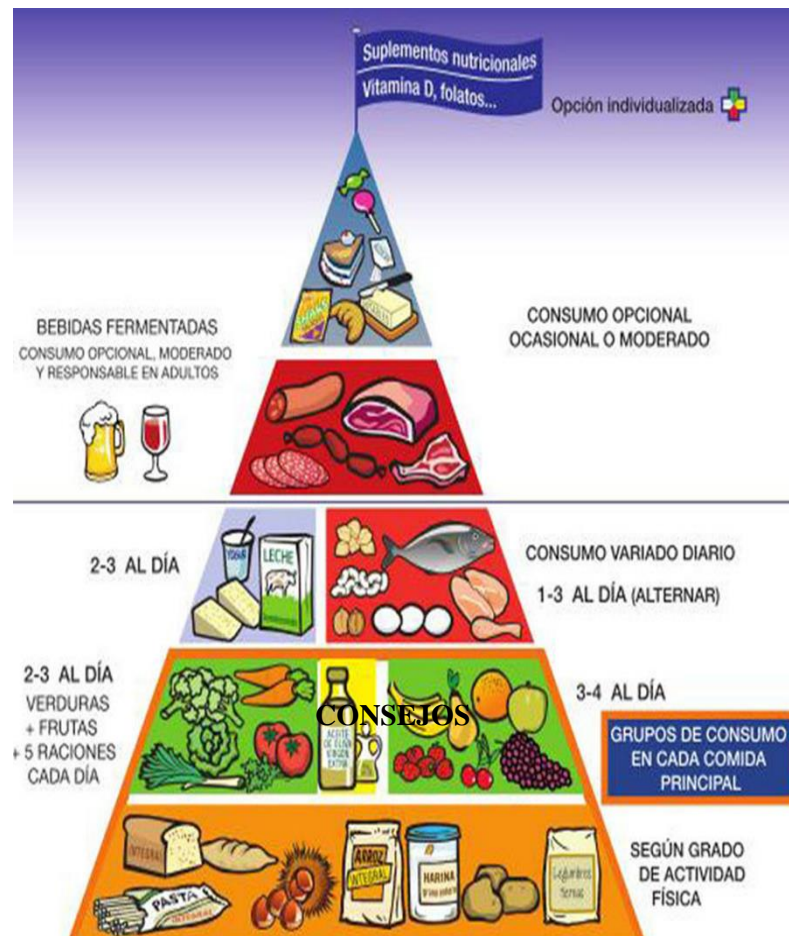 Suplementos nutricionales
Vitamina D, folatos...
Opción individualizada
BEBIDAS FERMENTADAS
CONSUMO OPCIONAL, MODERADO
Y RESPONSABLE EN ADULTOS
CONSUMO OPCIONAL
OCASIONAL O MODERADO
2-3 AL DÍA
YOGUR
LECHE
CONSUMO VARIADO DIARIO
1-3 AL DÍA (ALTERNAR)
2-3 AL DÍA
VERDURAS
+ FRUTAS
+ 5 RACIONES
CADA DÍA
CONSEJOS
ACEITE
DE OLIVA
VIRGEN
EXTRA
3-4 AL DÍA
GRUPOS DE CONSUMO
EN CADA COMIDA
PRINCIPAL
INTEGRAL
PASTA
INTEGRAL
ARROZ
INTEGRAL
HARINA
Legumbres
tiernas
SEGÚN GRADO
DE ACTIVIDAD
FÍSICA